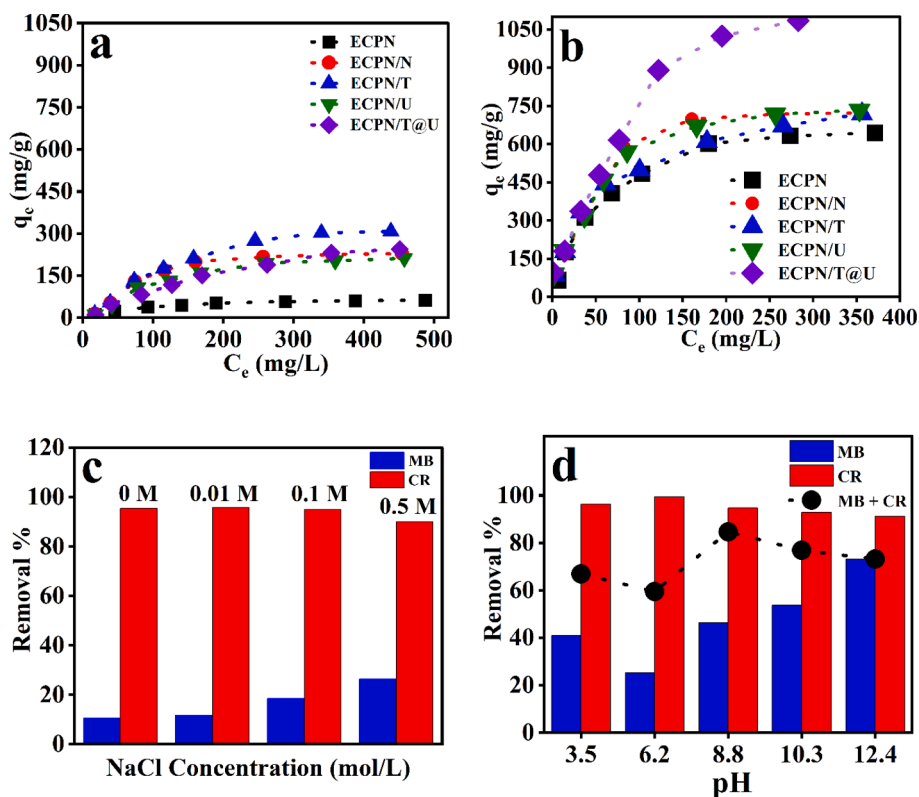 a
1050
900
750
600
450
300
150
0
q_c (mg/g)
0 100 200 300 400 500
C_e (mg/L)
ECPN
ECPN/N
ECPN/T
ECPN/U
ECPN/T@U
b
1050
900
750
600
450
300
150
0
q_c (mg/g)
0 50 100 150 200 250 300 350 400
C_e (mg/L)
ECPN
ECPN/N
ECPN/T
ECPN/U
ECPN/T@U
c
120
100
80
60
40
20
0
Removal %
MB
CR
0 M 0.01 M 0.1 M 0.5 M
NaCl Concentration (mol/L)
d
100
80
60
40
20
0
Removal %
MB
CR
MB + CR
3.5 6.2 8.8 10.3 12.4
pH